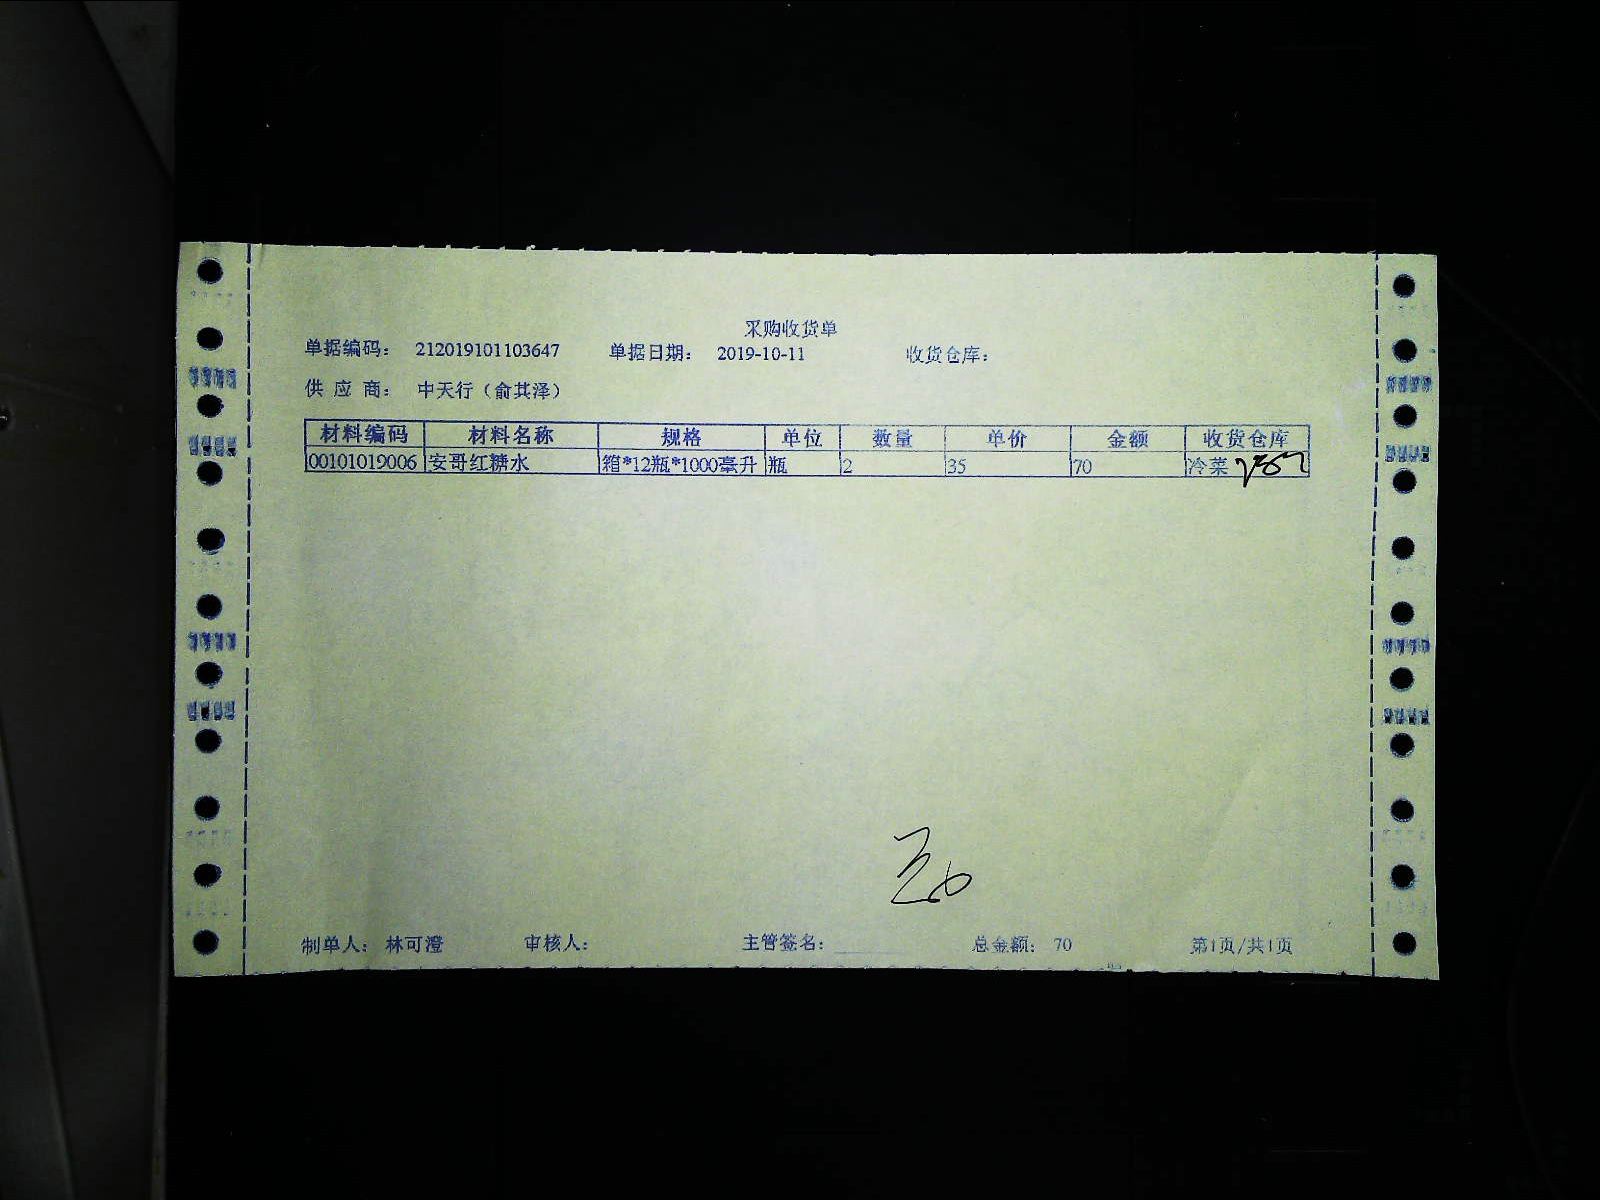 采购收货单
单据编码： 212019101103647 单据日期： 2019-10-11 收货仓库：
供 应 商： 中天行（俞其泽）
材料编码 材料名称 规格 单位 数量 单价 金额 收货仓库
00101019006 安哥红糖水 箱*12瓶*1000毫升 瓶 2 35 70 冷菜
制单人： 林可澄 审核人： 主管签名： 总金额： 70 第1页/共1页